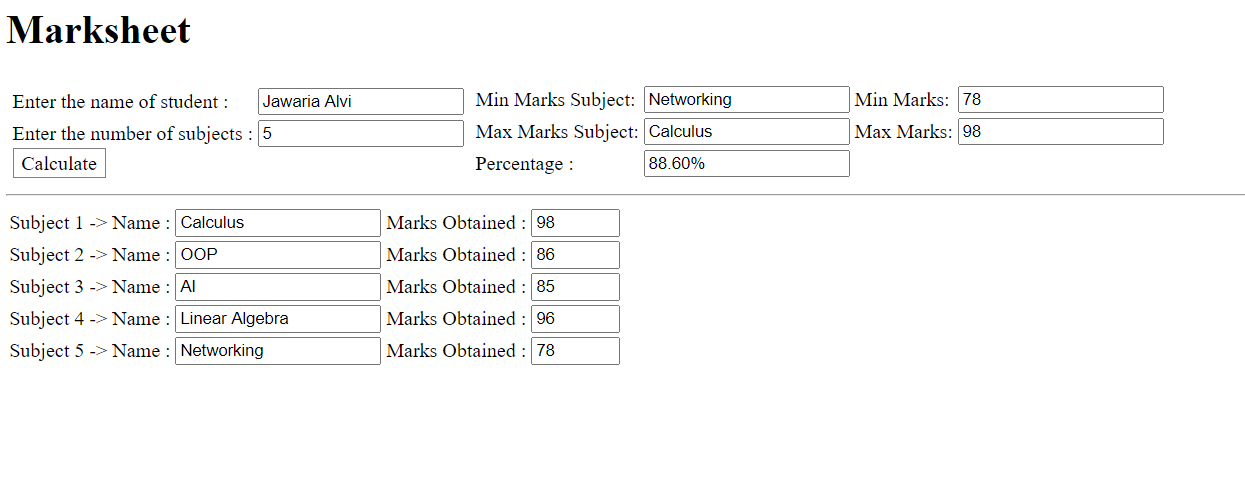 Marksheet
Enter the name of student : Jawaria Alvi Min Marks Subject: Networking Min Marks: 78
Enter the number of subjects : 5 Max Marks Subject: Calculus Max Marks: 98
Calculate Percentage : 88.60%
Subject 1 -> Name : Calculus Marks Obtained : 98
Subject 2 -> Name : OOP Marks Obtained : 86
Subject 3 -> Name : AI Marks Obtained : 85
Subject 4 -> Name : Linear Algebra Marks Obtained : 96
Subject 5 -> Name : Networking Marks Obtained : 78